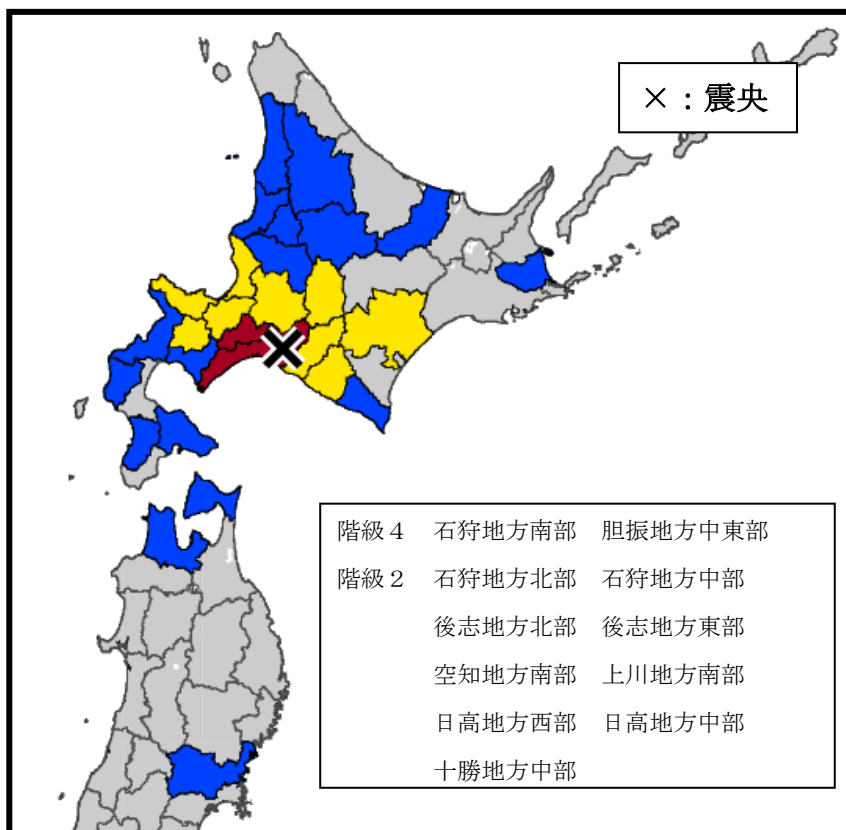 ×：震央
階級４　石狩地方南部　胆振地方中東部
階級２　石狩地方北部　石狩地方中部
後志地方北部　後志地方東部
空知地方南部　上川地方南部
日高地方西部　日高地方中部
十勝地方中部